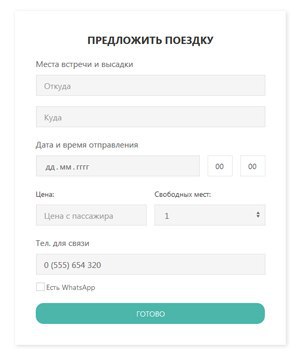 ПРЕДЛОЖИТЬ ПОЕЗДКУ
Места встречи и высадки
Откуда
Куда
Дата и время отправления
дд.мм.гггг 00 00
Цена: Свободных мест:
Цена с пассажира 1
Тел. для связи
0 (555) 654 320
Есть WhatsApp
ГОТОВО